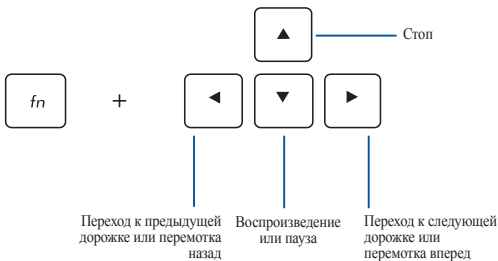 Стоп
fn
+
Переход к предыдущей
дорожке или перемотка
назад
Воспроизведение
или пауза
Переход к следующей
дорожке или
перемотка вперед